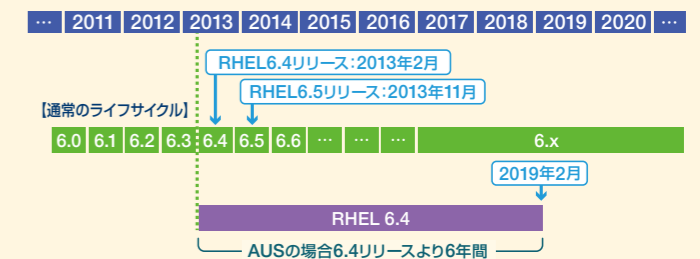 … 2011 2012 2013 2014 2015 2016 2017 2018 2019 2020 …
RHEL6.4リリース：2013年2月
RHEL6.5リリース：2013年11月
【通常のライフサイクル】
6.0 6.1 6.2 6.3 6.4 6.5 6.6 … … … 6.x
2019年2月
RHEL 6.4
AUSの場合6.4リリースより6年間